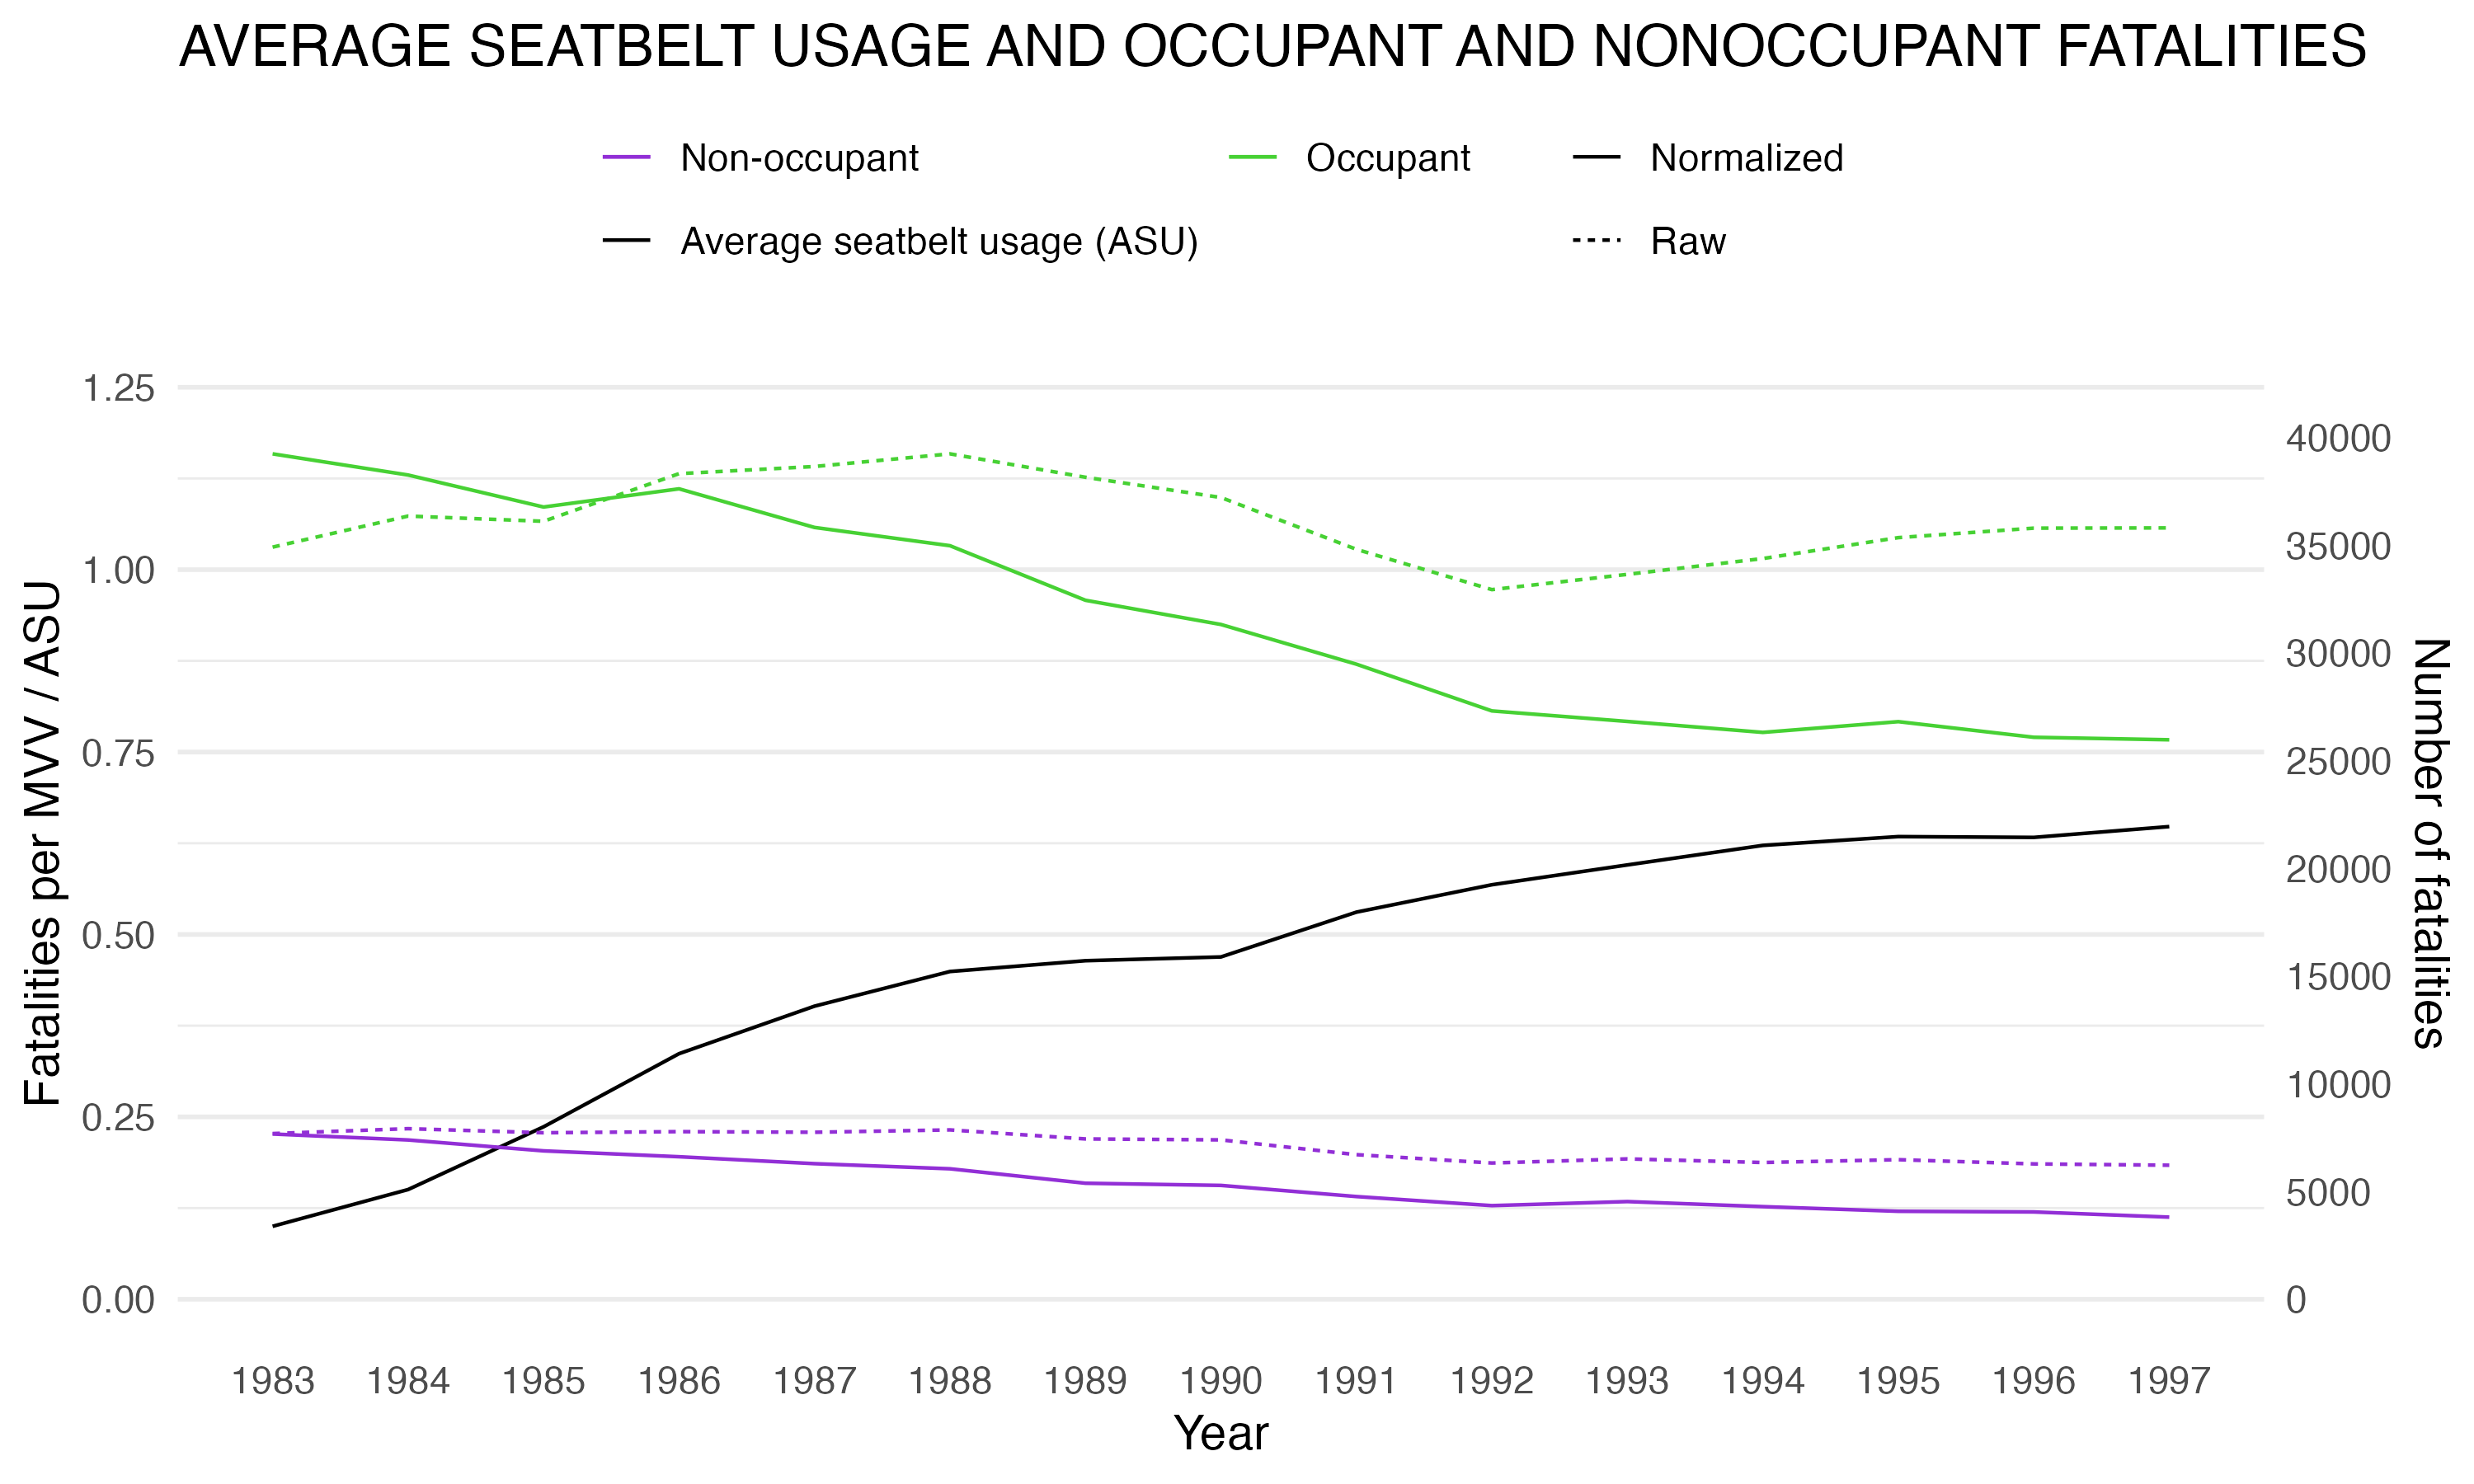 AVERAGE SEATBELT USAGE AND OCCUPANT AND NONOCCUPANT FATALITIES
Non-occupant
Occupant
Normalized
Average seatbelt usage (ASU)
Raw
Fatalities per MVV / ASU
1.25
1.00
0.75
0.50
0.25
0.00
40000
35000
30000
25000
20000
15000
10000
5000
0
Number of fatalities
1983 1984 1985 1986 1987 1988 1989 1990 1991 1992 1993 1994 1995 1996 1997
Year